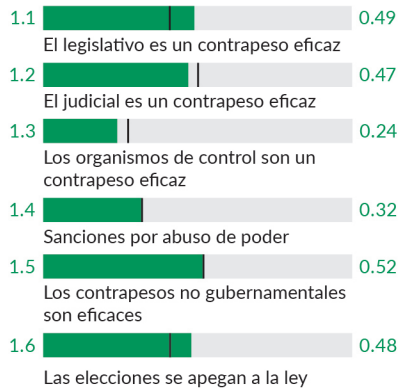 1.1 0.49
El legislativo es un contrapeso eficaz
1.2 0.47
El judicial es un contrapeso eficaz
1.3 0.24
Los organismos de control son un
contrapeso eficaz
1.4 0.32
Sanciones por abuso de poder
1.5 0.52
Los contrapesos no gubernamentales
son eficaces
1.6 0.48
Las elecciones se apegan a la ley